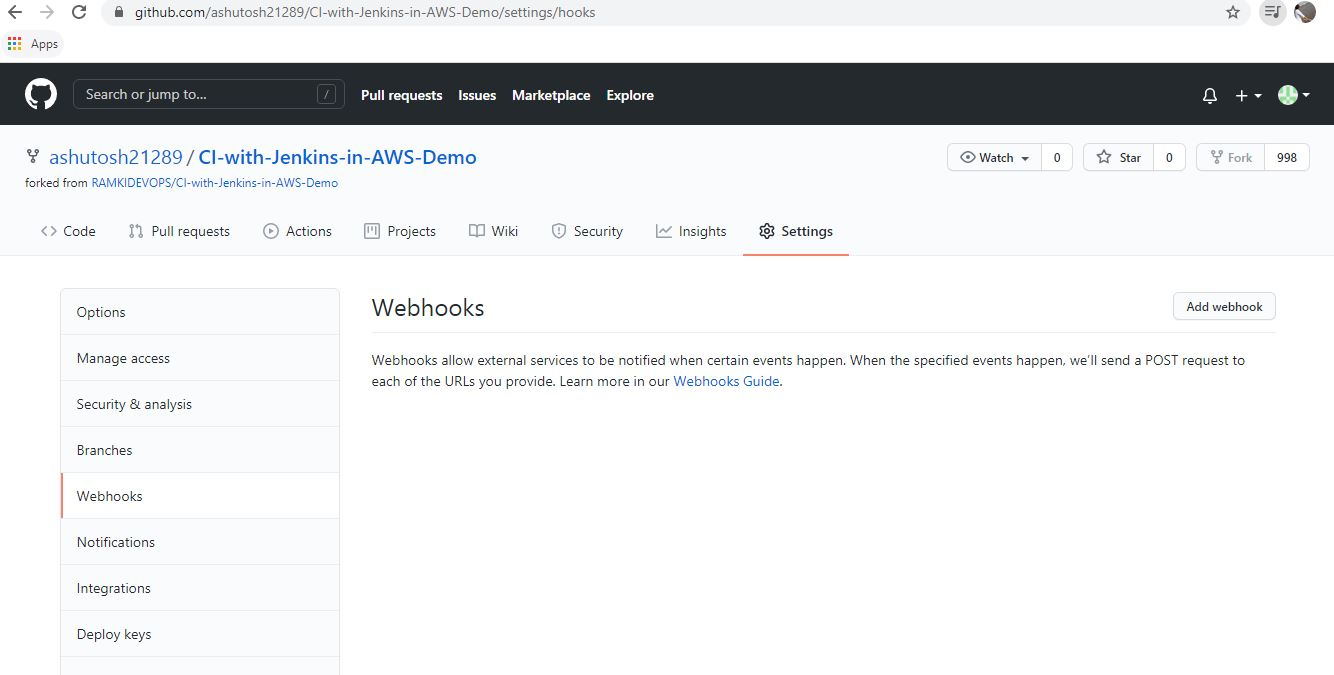 github.com/ashutosh21289/CI-with-Jenkins-in-AWS-Demo/settings/hooks
Apps
Search or jump to... /
Pull requests Issues Marketplace Explore
ashutosh21289 / CI-with-Jenkins-in-AWS-Demo
Watch 0 Star 0 Fork 998
forked from RAMKIDEVOPS/CI-with-Jenkins-in-AWS-Demo
Code Pull requests Actions Projects Wiki Security Insights Settings
Options
Manage access
Security & analysis
Branches
Webhooks
Notifications
Integrations
Deploy keys
Webhooks Add webhook
Webhooks allow external services to be notified when certain events happen. When the specified events happen, we'll send a POST request to
each of the URLs you provide. Learn more in our Webhooks Guide.